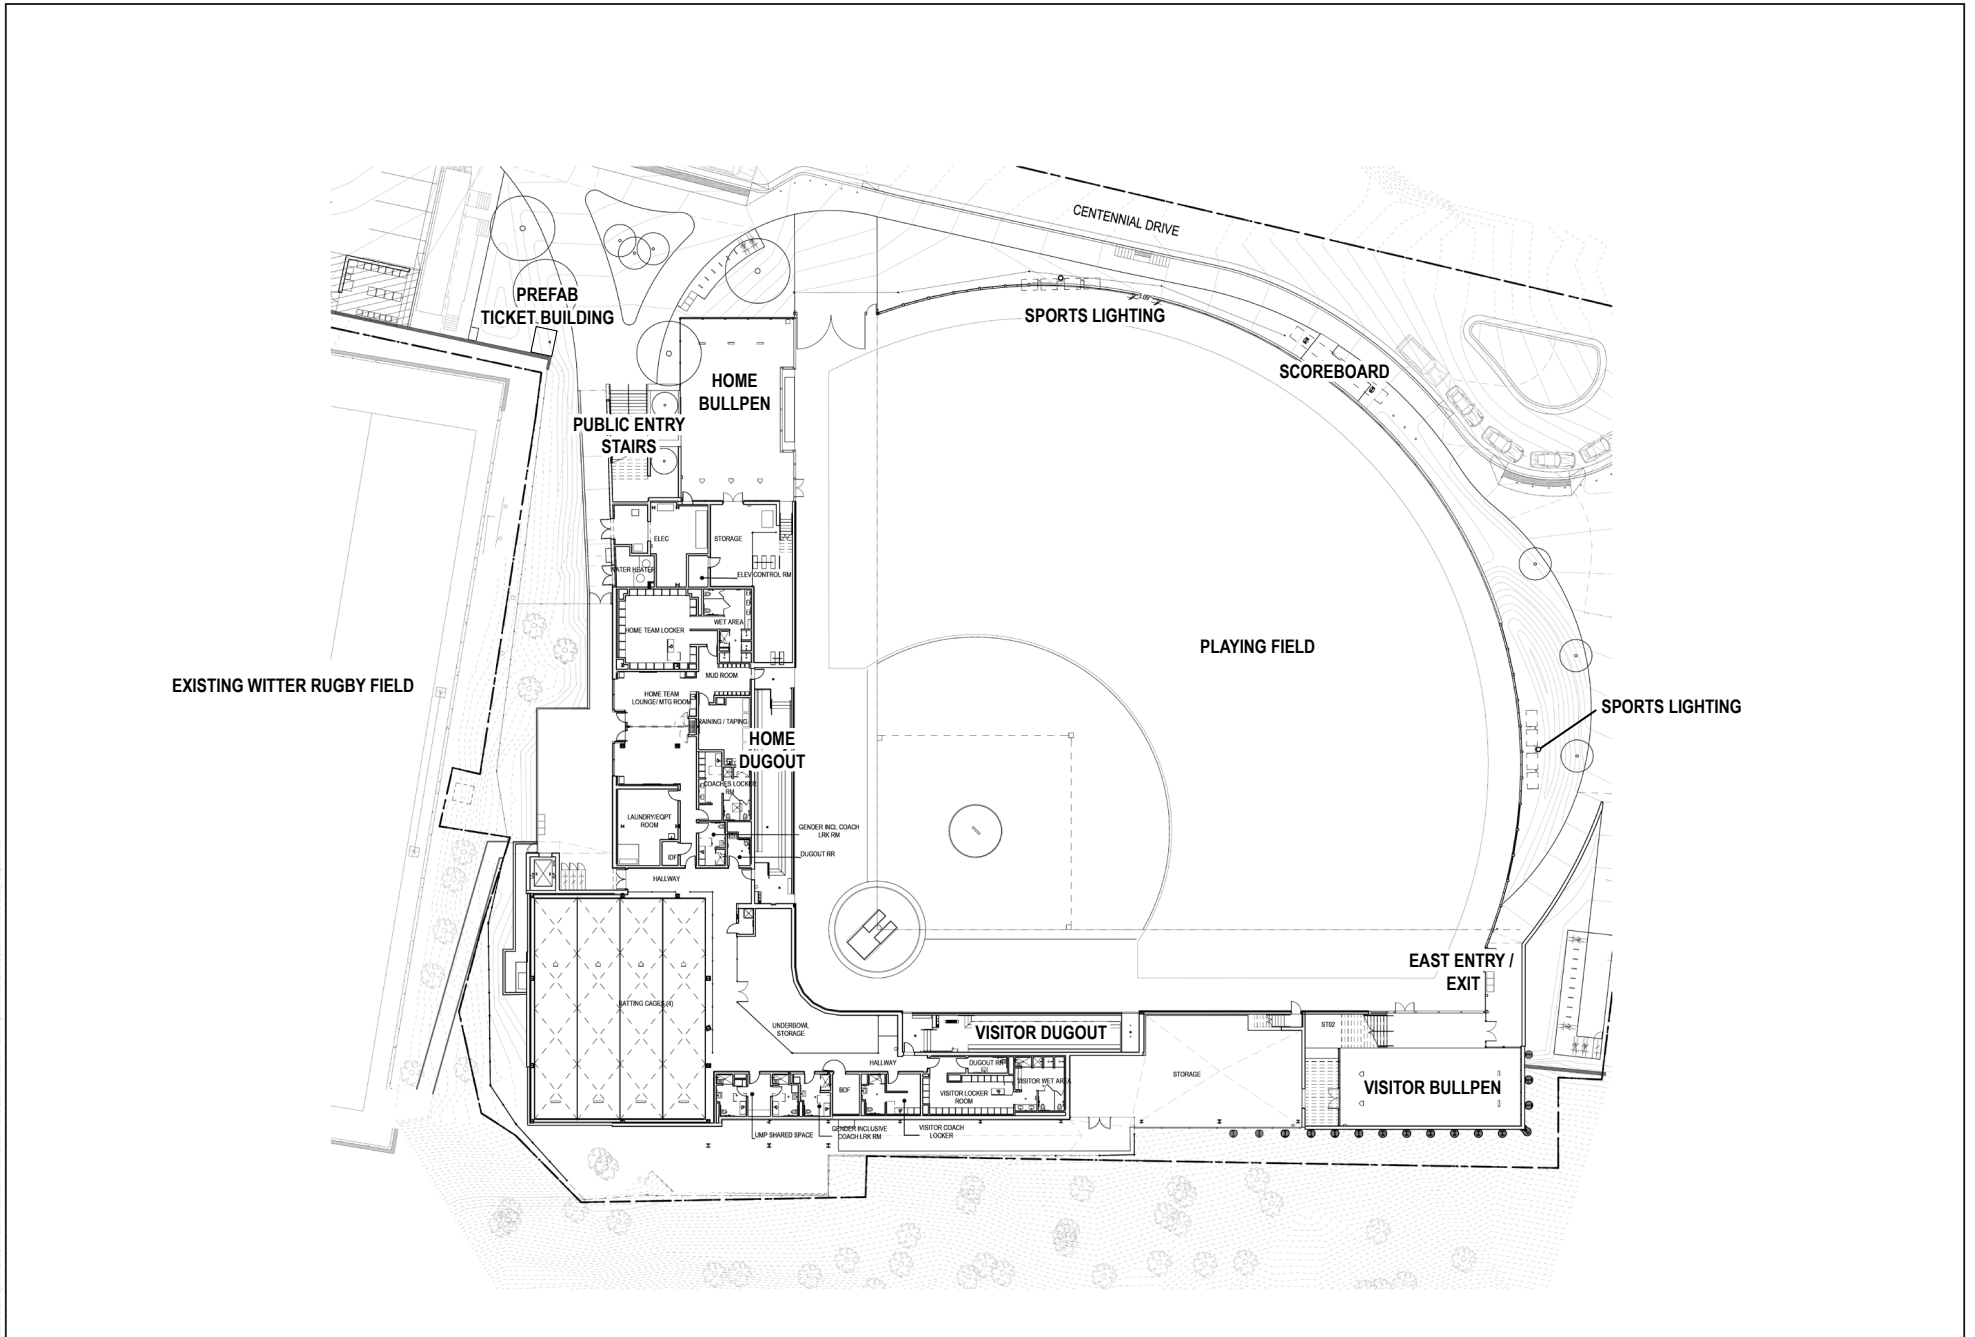 CENTENNIAL DRIVE
PREFAB
TICKET BUILDING
SPORTS LIGHTING
3.09
SCOREBOARD
HOME
BULLPEN
PUBLIC ENTRY
STAIRS
ELEC
STORAGE
WATER HEATER
ELEV CONTROL RM
WET AREA
HOME TEAM LOCKER
PLAYING FIELD
MUD ROOM
EXISTING WITTER RUGBY FIELD
HOME TEAM
LOUNGE/ MTG ROOM
SPORTS LIGHTING
RAINING / TAPING
HOME
DUGOUT
COACHES LOCKER
RM
LAUNDRY/EQPT
ROOM
GENDER INCL COACH
LRK RM
IDF
DUGOUT RR
HALLWAY
EAST ENTRY /
EXIT
BATTING CAGES (4)
UNDERBOWL
STORAGE
VISITOR DUGOUT
ST02
HALLWAY
DUGOUT RR
STORAGE
VISITOR WET AREA
BDF
VISITOR LOCKER
ROOM
VISITOR BULLPEN
UMP SHARED SPACE
GENDER INCLUSIVE
COACH LRK RM
VISITOR COACH
LOCKER